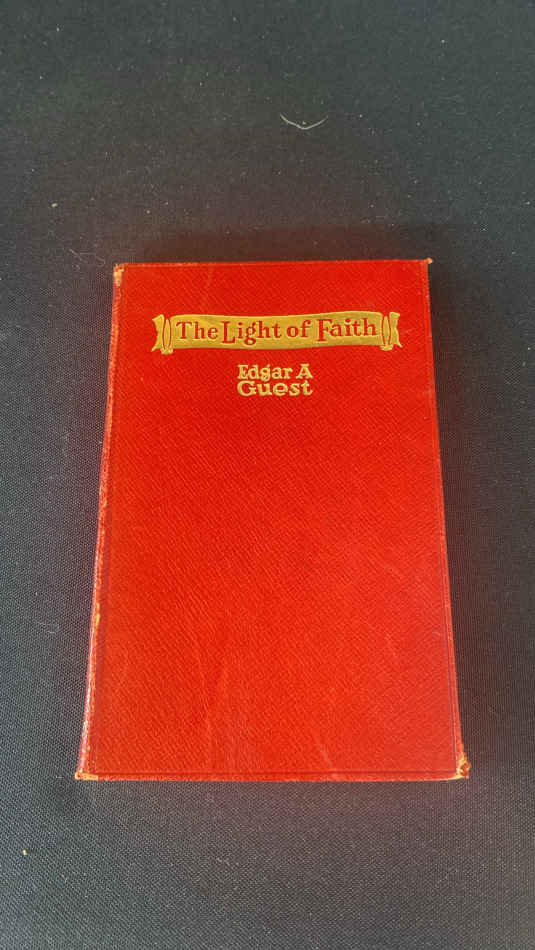 The Light of Faith
Edgar A
Guest